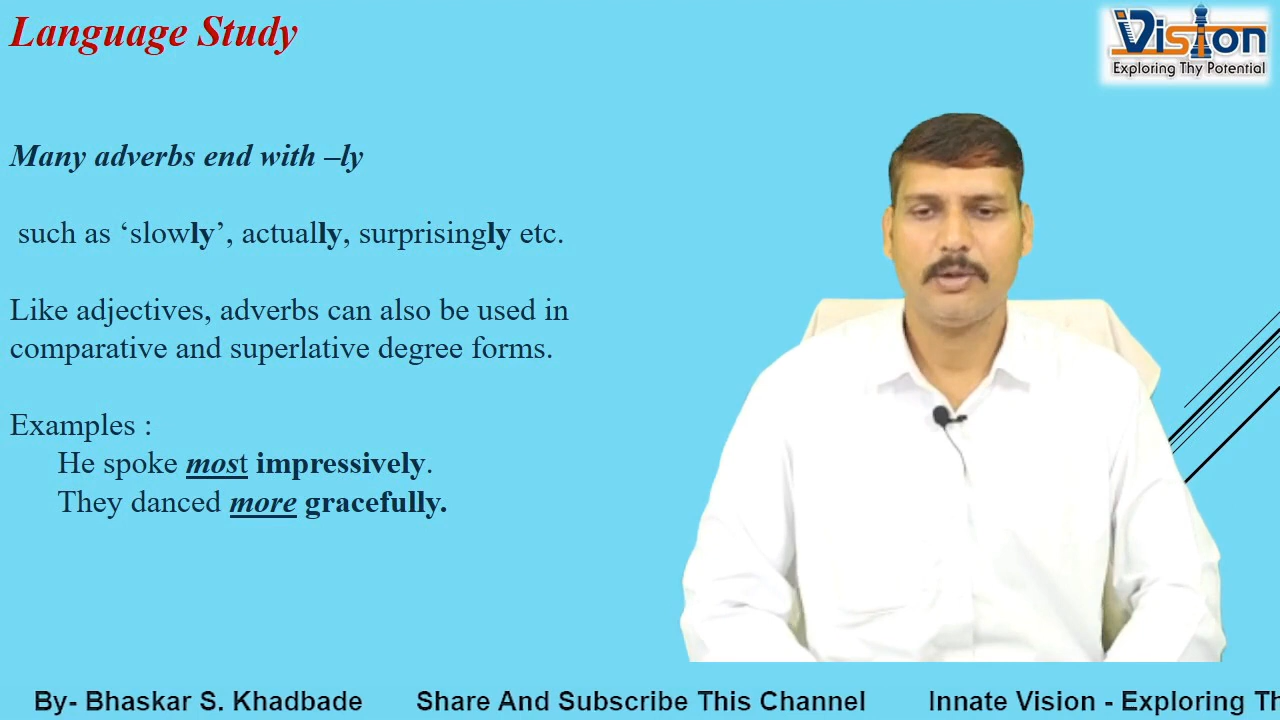 Language Study
Vision
Exploring Thy Potential
Many adverbs end with –ly
such as ‘slowly’, actually, surprisingly etc.
Like adjectives, adverbs can also be used in
comparative and superlative degree forms.
Examples :
He spoke most impressively.
They danced more gracefully.
By- Bhaskar S. Khadbade Share And Subscribe This Channel Innate Vision - Exploring Th